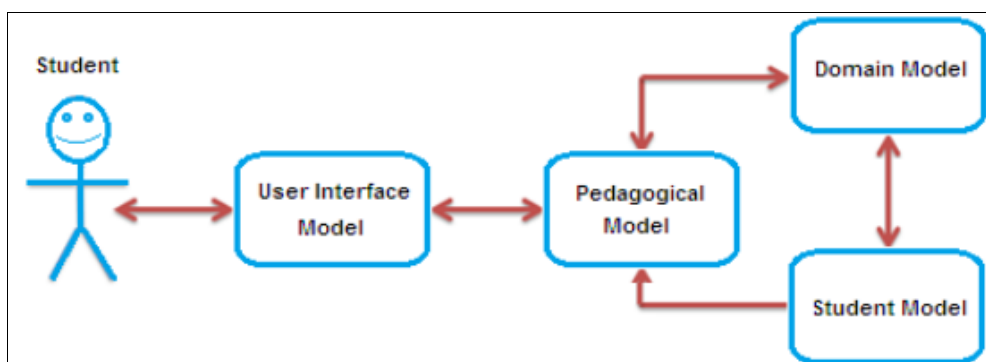 Student
User Interface
Model
Pedagogical
Model
Domain Model
Student Model